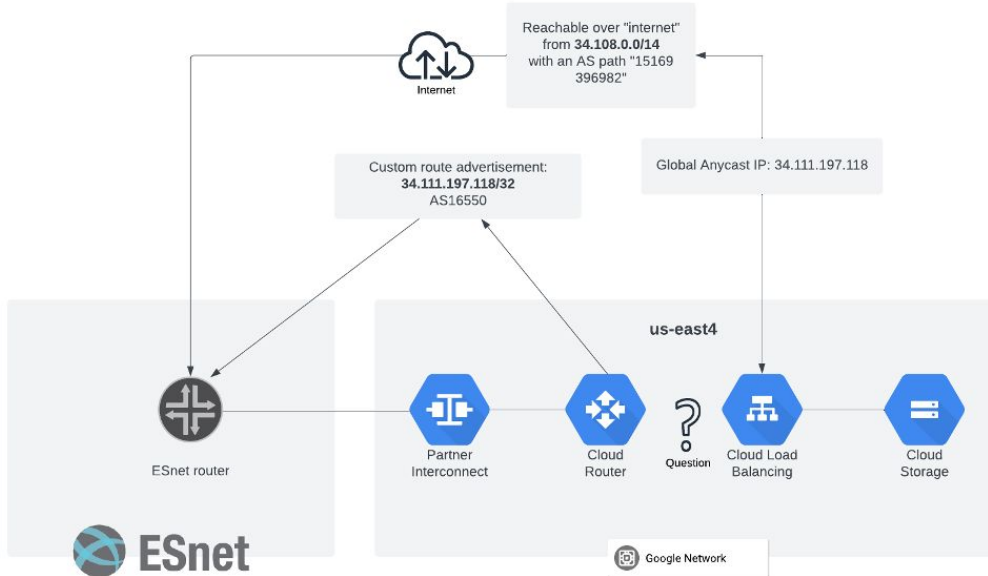 Reachable over "internet"
from 34.108.0.0/14
with an AS path "15169
396982"
Internet
Custom route advertisement:
34.111.197.118/32
AS16550
Global Anycast IP: 34.111.197.118
us-east4
ESnet router
Partner
Interconnect
Cloud
Router
Question
Cloud Load
Balancing
Cloud
Storage
ESnet
Google Network